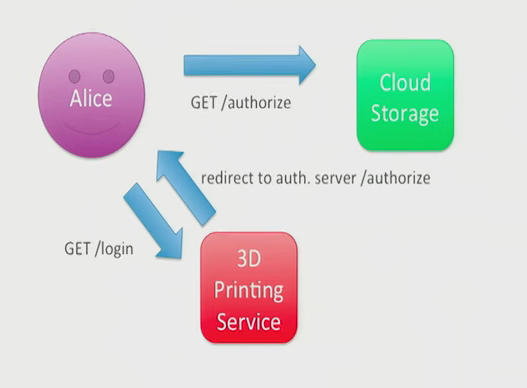 Alice
GET /authorize
Cloud
Storage
redirect to auth. server /authorize
GET /login
3D
Printing
Service